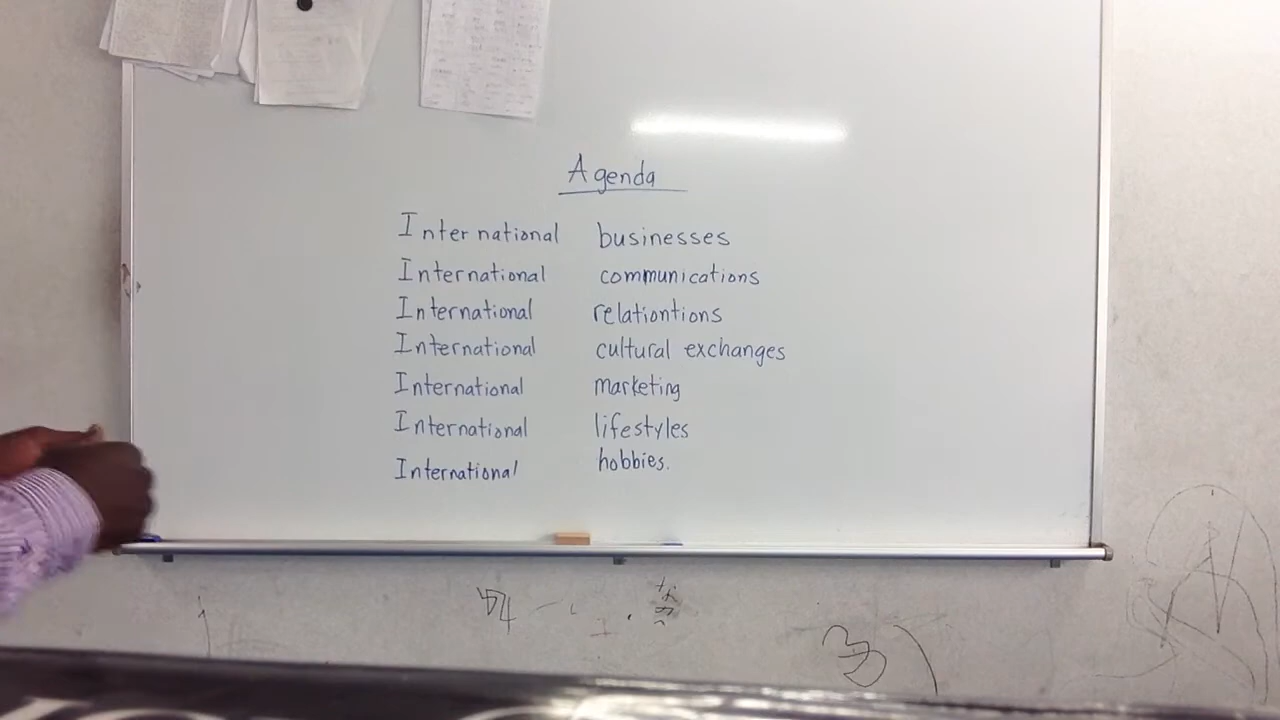 Agenda
International businesses
International communications
International relationtions
International cultural exchanges
International marketing
International lifestyles
International hobbies.